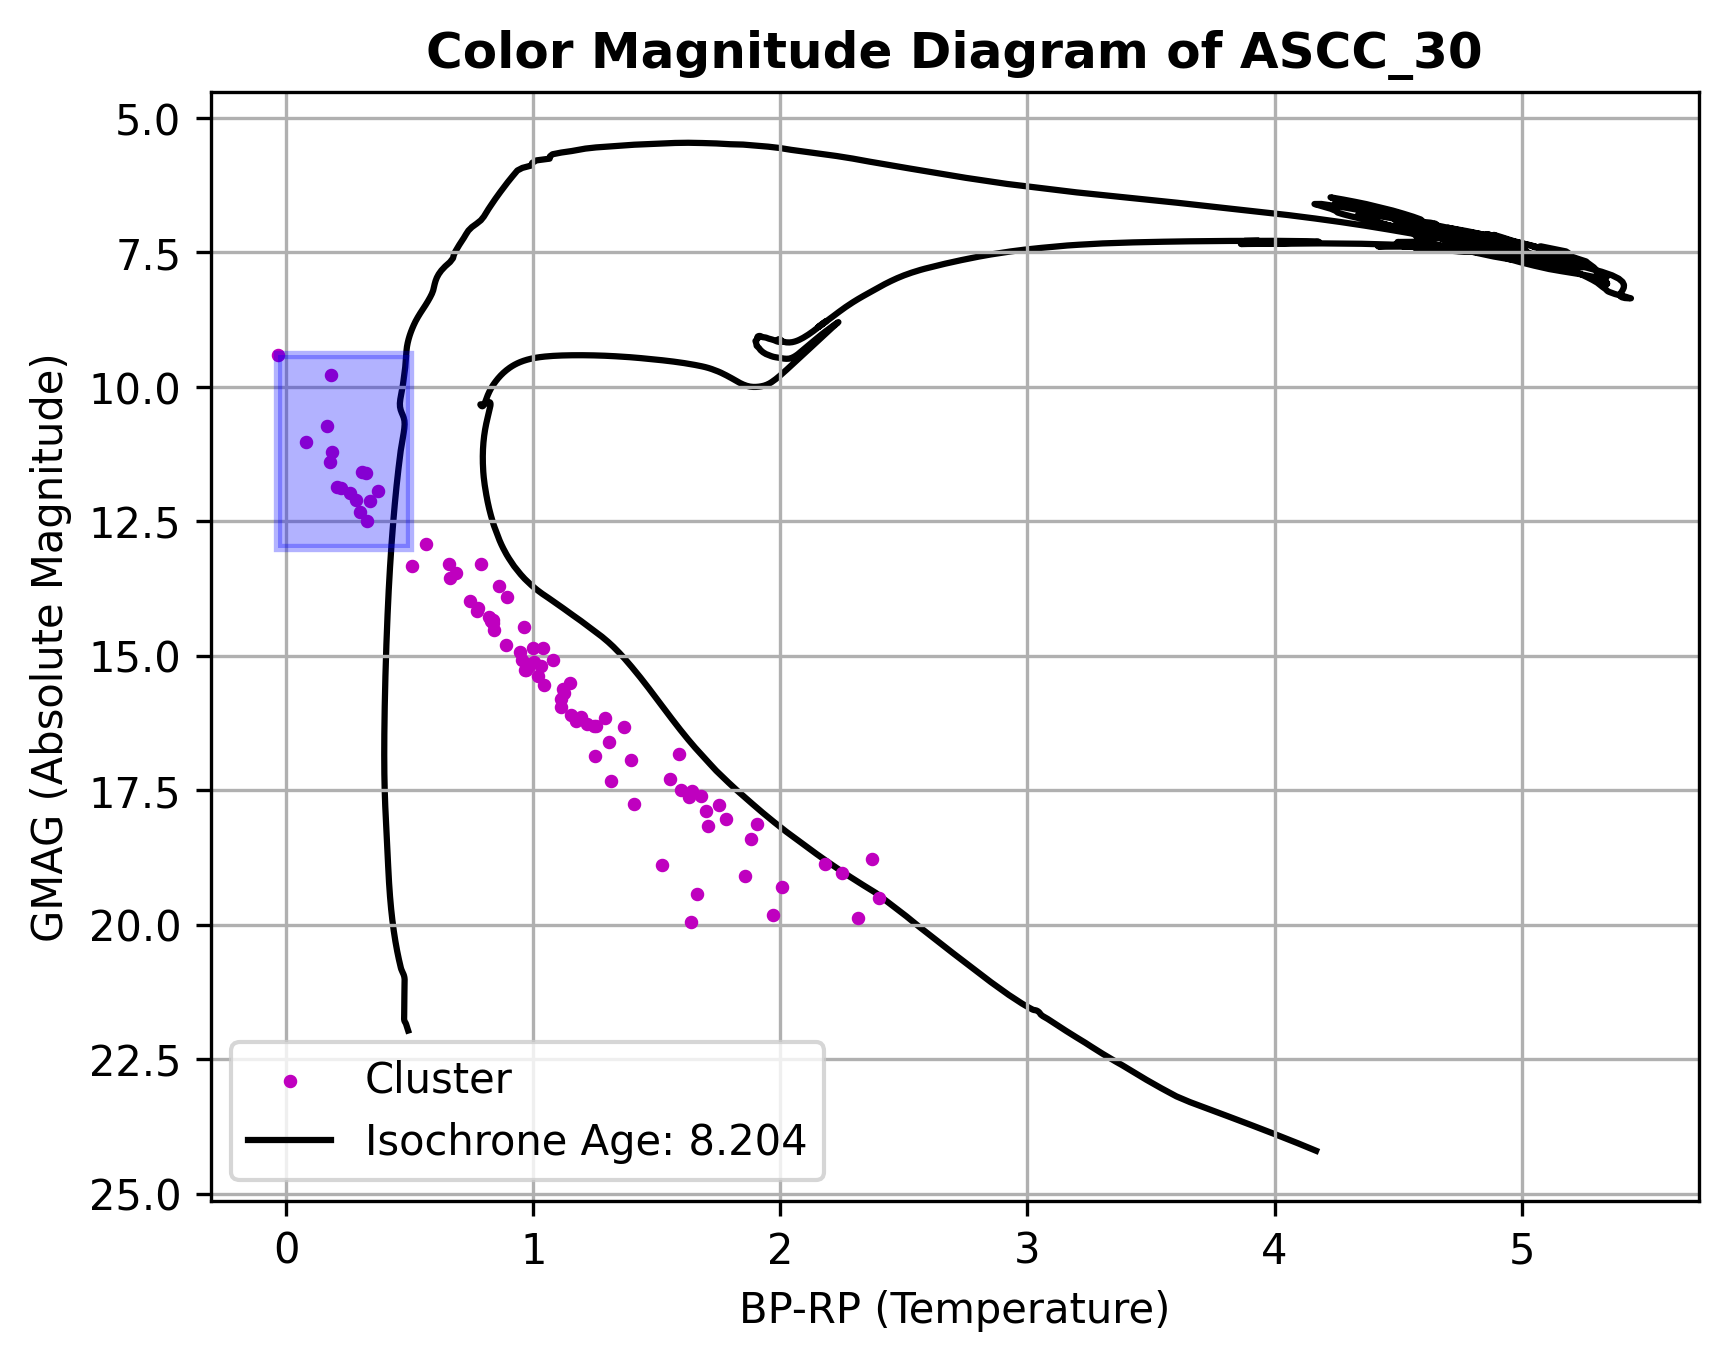 Color Magnitude Diagram of ASCC_30
GMAG (Absolute Magnitude)
5.0
7.5
10.0
12.5
15.0
17.5
20.0
22.5
25.0
Cluster
Isochrone Age: 8.204
0 1 2 3 4 5
BP-RP (Temperature)